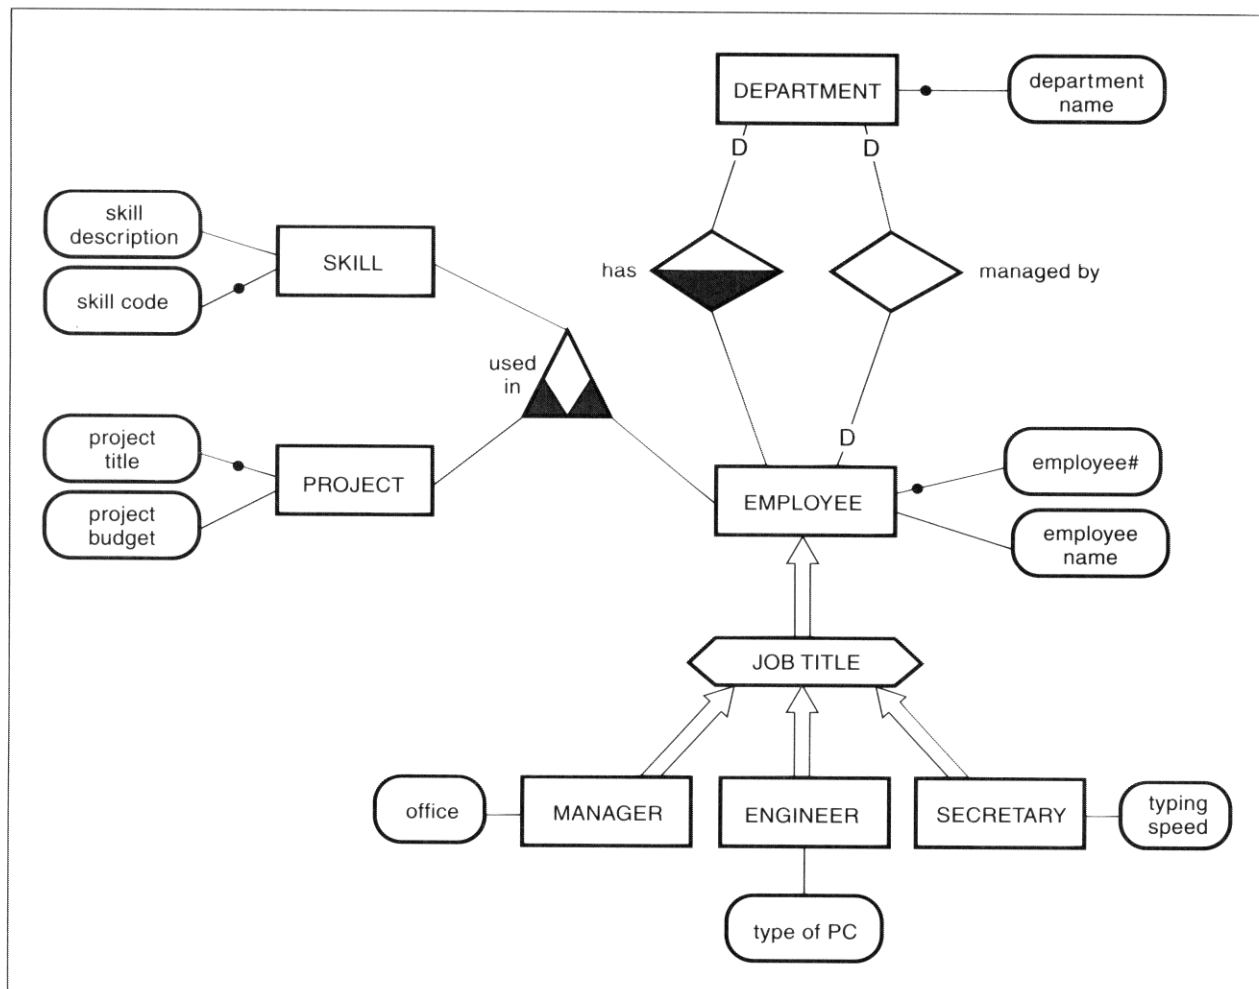 DEPARTMENT
department
name
D
D
skill
description
SKILL
skill code
has
managed by
used
in
project
title
PROJECT
project
budget
D
EMPLOYEE
employee#
employee
name
JOB TITLE
office
MANAGER
ENGINEER
SECRETARY
typing
speed
type of PC